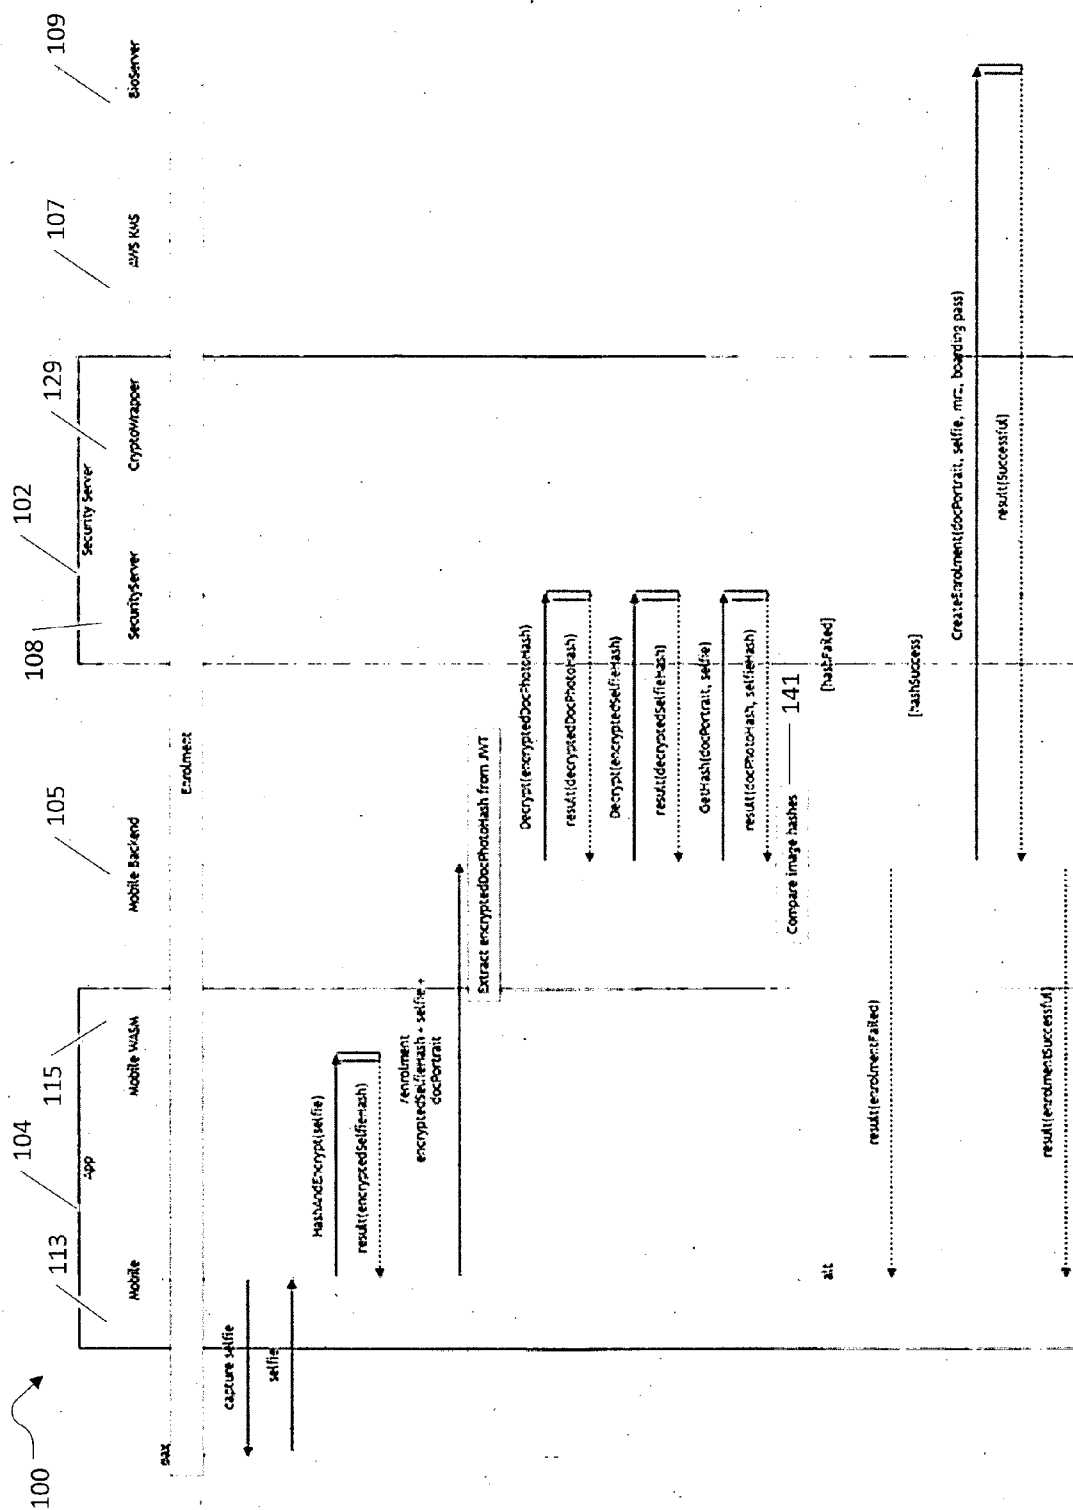 100
113
104
115
105
108
102
129
107
109
App
Security Server
pax
Mobile
Mobile WASM
Mobile Backend
SecurityServer
CryptoWrapper
AWS KMS
BioServer
Enrolment
capture selfie
selfie
HashAndEncrypt(selfie)
result(encryptedSelfieHash)
/enrolment
encryptedSelfieHash + selfie +
docPortrait
Extract encryptedDocPhotoHash from JWT
Decrypt(encryptedDocPhotoHash)
result(decryptedDocPhotoHash)
Decrypt(encryptedSelfieHash)
result(decryptedSelfieHash)
GetHash(docPortrait, selfie)
result(docPhotoHash, selfieHash)
Compare image hashes
141
alt
[hashFailed]
result(enrolmentFailed)
[hashSuccess]
CreateEnrolment(docPortrait, selfie, mrz, boarding pass)
result(Successful)
result(enrolmentSuccessful)